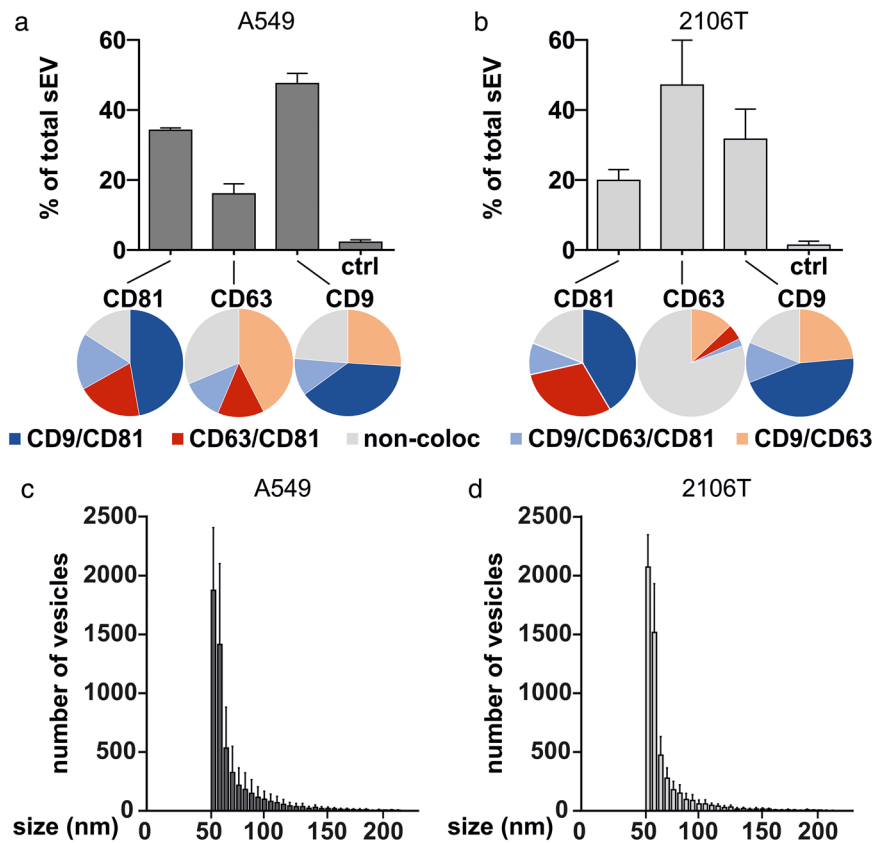 a
A549
% of total sEV
60
40
20
0
ctrl
CD81
CD63
CD9
b
2106T
% of total sEV
60
40
20
0
ctrl
CD81
CD63
CD9
CD9/CD81
CD63/CD81
non-coloc
CD9/CD63/CD81
CD9/CD63
c
A549
number of vesicles
2500
2000
1500
1000
500
0
size (nm)
0
50
100
150
200
d
2106T
number of vesicles
2500
2000
1500
1000
500
0
size (nm)
0
50
100
150
200